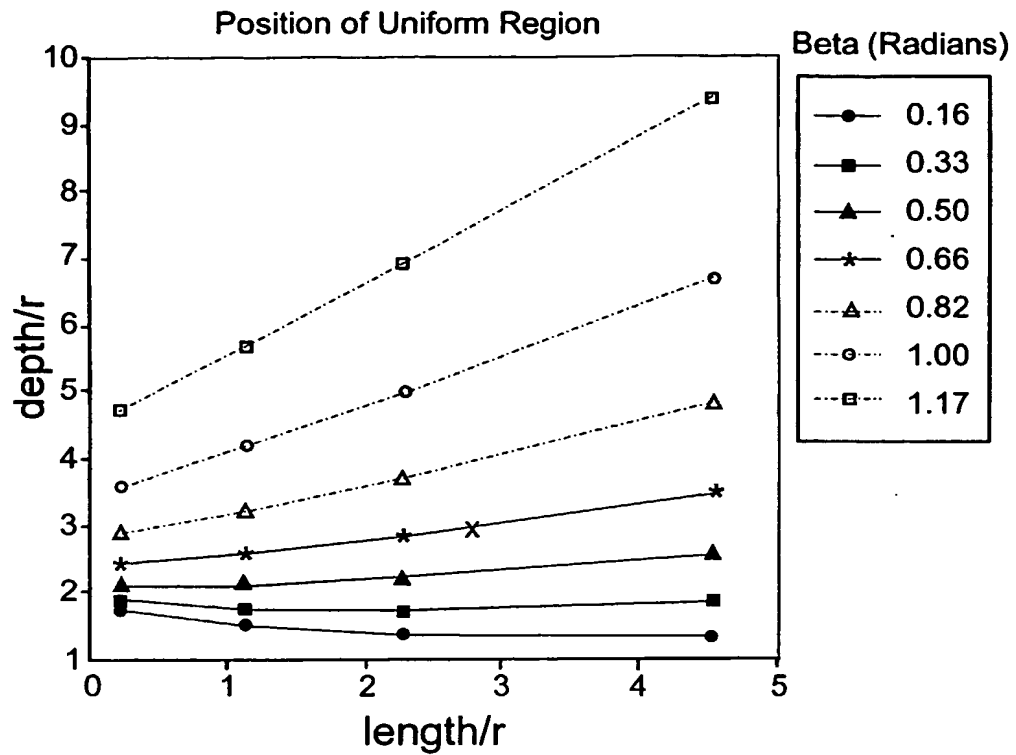 Position of Uniform Region
10
9
8
7
6
5
4
3
2
1
depth/r
0 1 2 3 4 5
length/r
X
Beta (Radians)
0.16
0.33
0.50
0.66
0.82
1.00
1.17